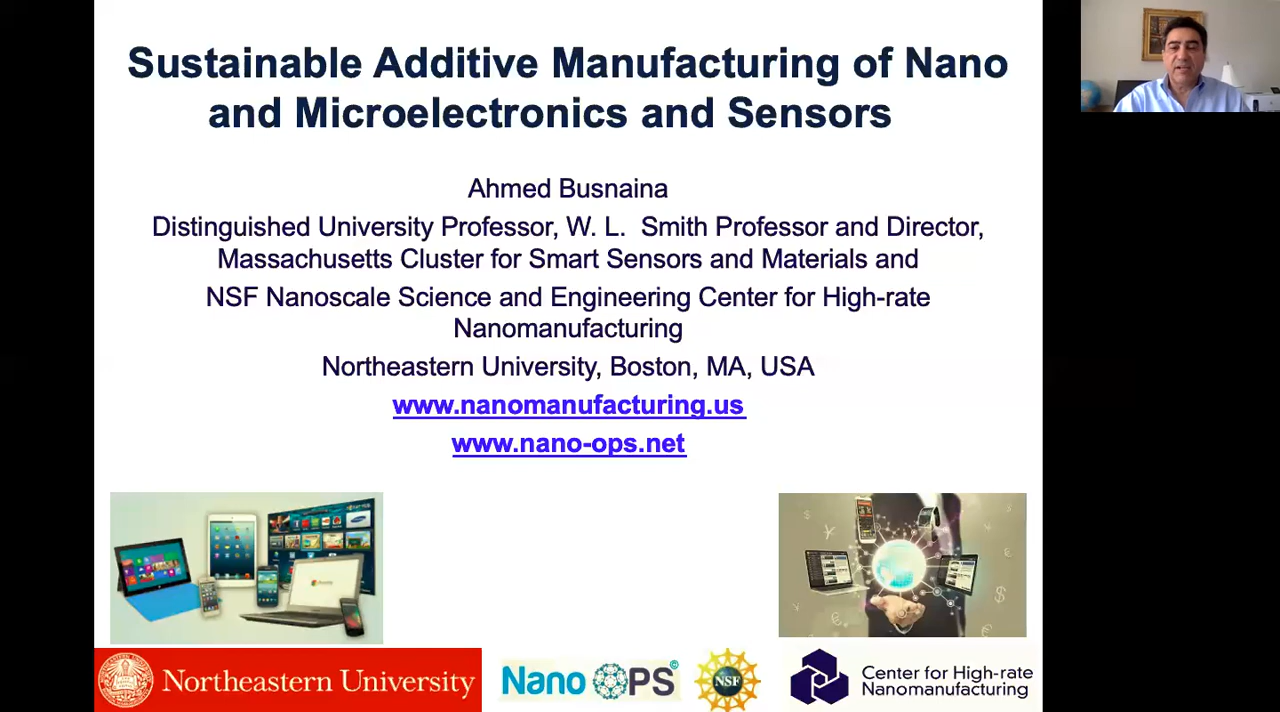 Sustainable Additive Manufacturing of Nano
and Microelectronics and Sensors
Ahmed Busnaina
Distinguished University Professor, W. L. Smith Professor and Director,
Massachusetts Cluster for Smart Sensors and Materials and
NSF Nanoscale Science and Engineering Center for High-rate
Nanomanufacturing
Northeastern University, Boston, MA, USA
www.nanomanufacturing.us
www.nano-ops.net
Northeastern University
Nano OPS©
NSF
Center for High-rate
Nanomanufacturing